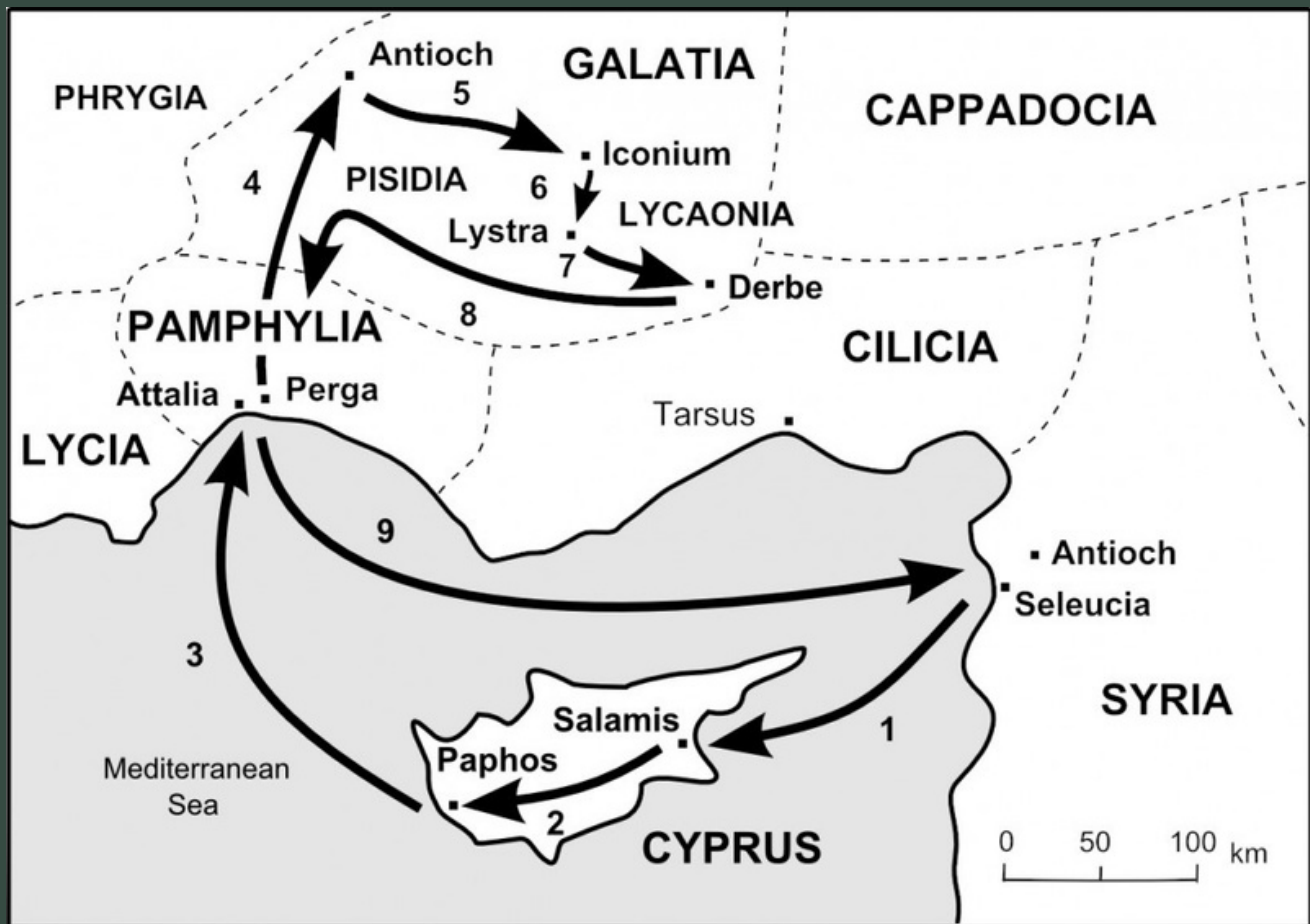 Antioch
GALATIA
PHRYGIA
5
CAPPADOCIA
Iconium
4
PISIDIA
6
LYCAONIA
Lystra
7
Derbe
8
PAMPHYLIA
CILICIA
Attalia
Perga
Tarsus
LYCIA
9
Antioch
Seleucia
3
SYRIA
Salamis
1
Paphos
Mediterranean
Sea
2
CYPRUS
0 50 100 km